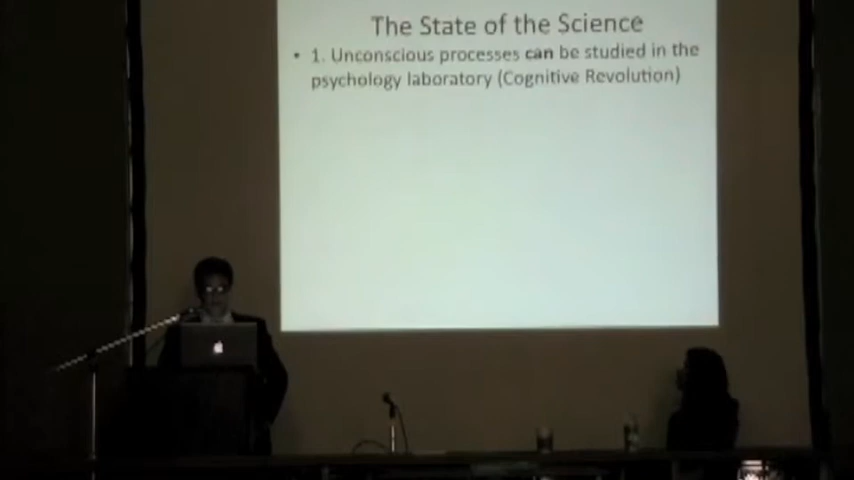 The State of the Science
• 1. Unconscious processes can be studied in the
psychology laboratory (Cognitive Revolution)